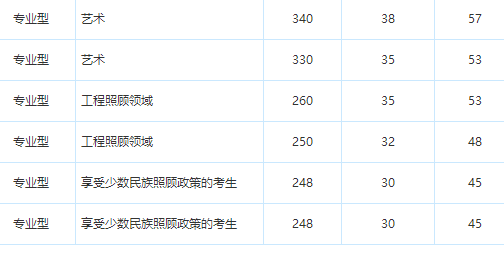 专业型 艺术 340 38 57
专业型 艺术 330 35 53
专业型 工程照顾领域 260 35 53
专业型 工程照顾领域 250 32 48
专业型 享受少数民族照顾政策的考生 248 30 45
专业型 享受少数民族照顾政策的考生 248 30 45